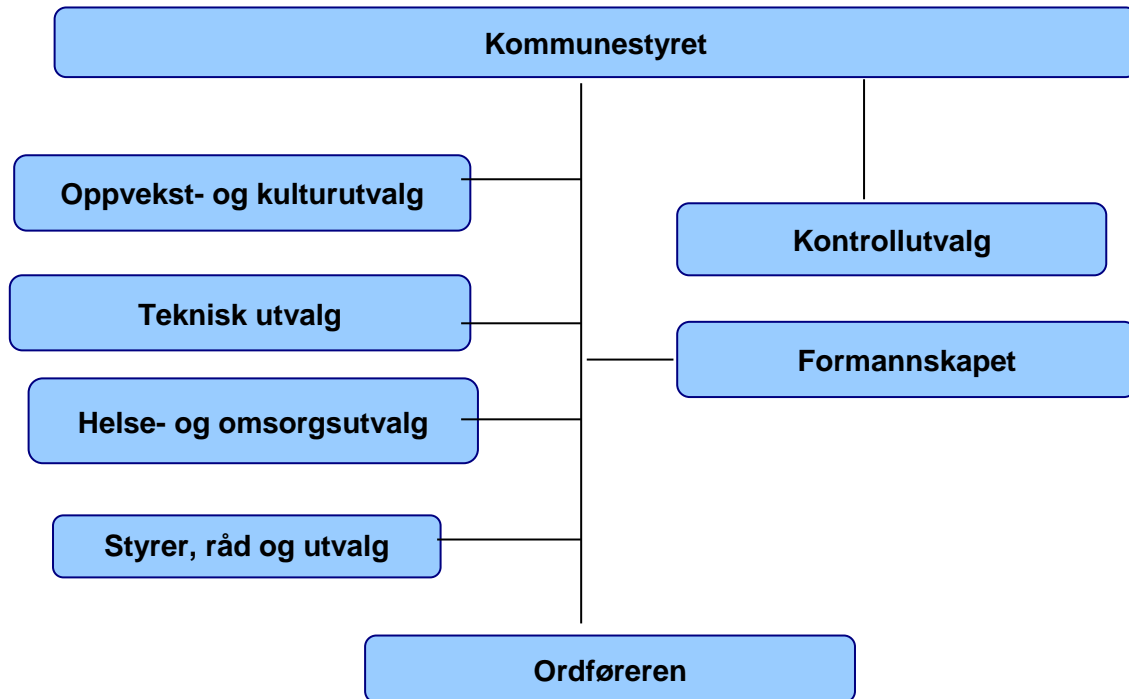 Kommunestyret
Oppvekst- og kulturutvalg
Kontrollutvalg
Teknisk utvalg
Formannskapet
Helse- og omsorgsutvalg
Styrer, råd og utvalg
Ordføreren